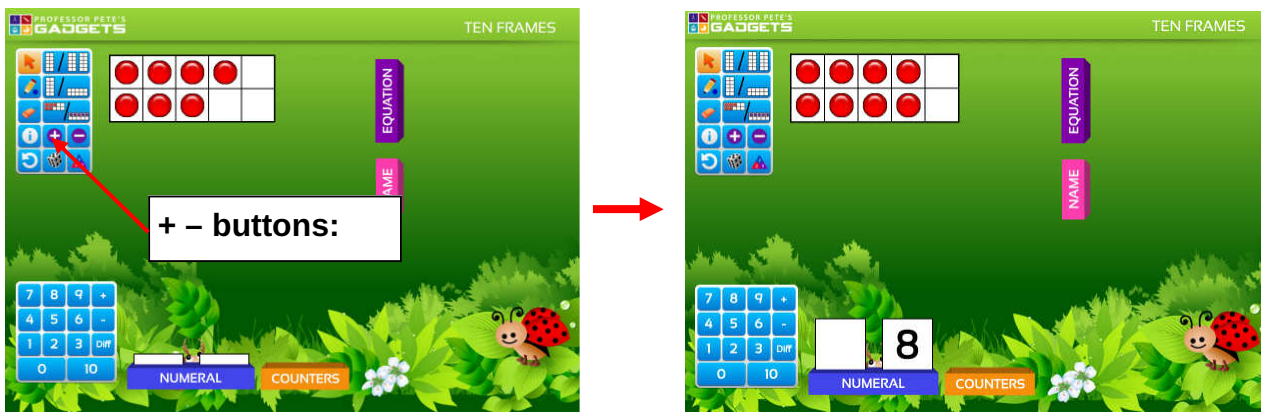 PROFESSOR PETE'S
GADGETS
TEN FRAMES
EQUATION
AME
i + −
+ – buttons:
7 8 9 +
4 5 6 -
1 2 3 Diff
0 10
NUMERAL
COUNTERS
PROFESSOR PETE'S
GADGETS
TEN FRAMES
EQUATION
NAME
i + −
7 8 9 +
4 5 6 -
1 2 3 Diff
0 10
8
NUMERAL
COUNTERS